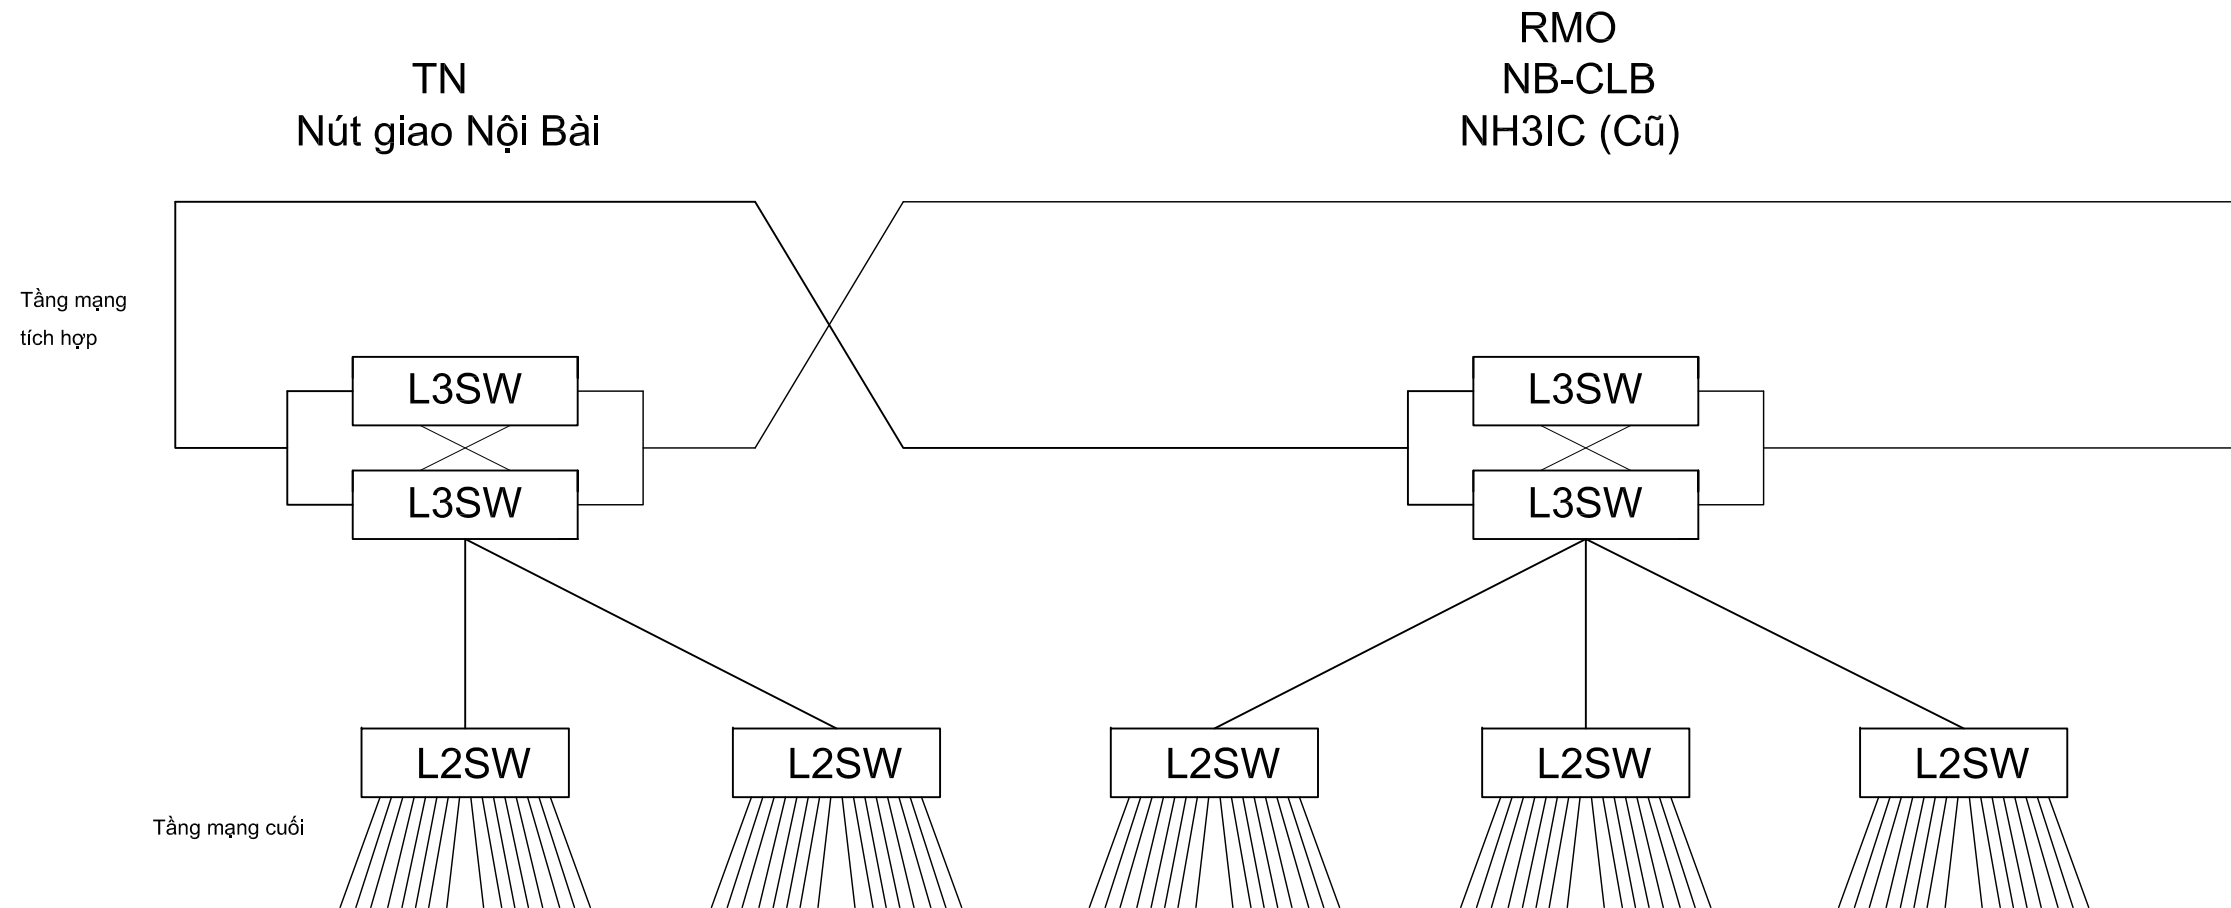 TN
Nút giao Nội Bài
RMO
NB-CLB
NH3IC (Cũ)
Tầng mạng
tích hợp
L3SW
L3SW
L3SW
L3SW
L2SW
L2SW
L2SW
L2SW
L2SW
Tầng mạng cuối